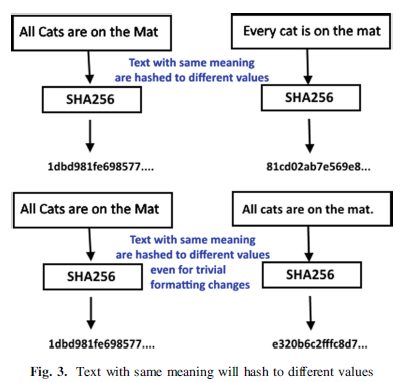 All Cats are on the Mat
Every cat is on the mat
Text with same meaning
are hashed to different values
SHA256
SHA256
1dbd981fe698577....
81cd02ab7e569e8...
All Cats are on the Mat
All cats are on the mat.
Text with same meaning
are hashed to different values
even for trivial
formatting changes
SHA256
SHA256
1dbd981fe698577....
e320b6c2fffc8d7...
Fig. 3. Text with same meaning will hash to different values